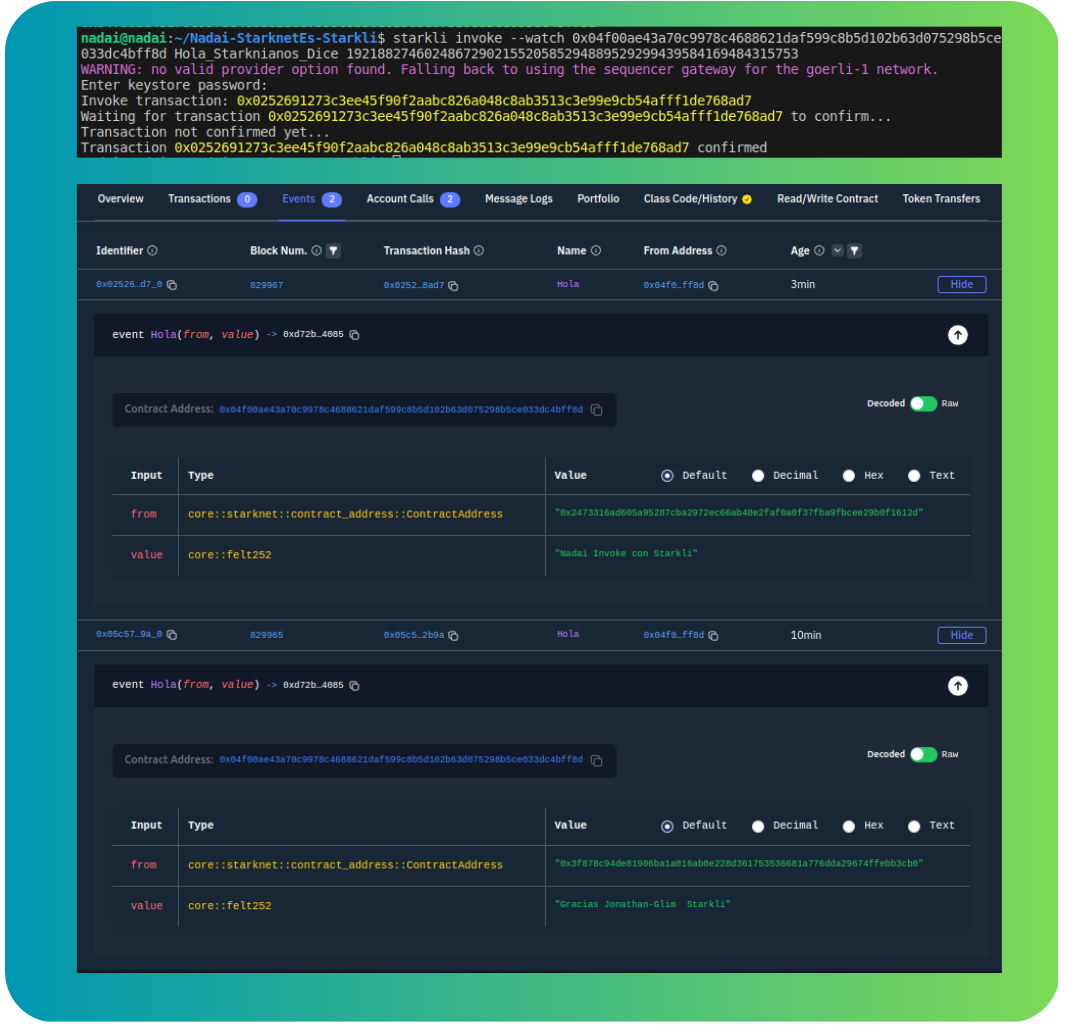 nadai@nadai:~/Nadai-StarknetEs-Starkli$ starkli invoke --watch 0x04f00ae43a70c9978c4688621daf599c8b5d102b63d075298b5ce
033dc4bff8d Hola_Starknianos_Dice 192188274602486729021552058529488952929943958416948431 5753
WARNING: no valid provider option found. Falling back to using the sequencer gateway for the goerli-1 network.
Enter keystore password:
Invoke transaction: 0x0252691273c3ee45f90f2aabc826a048c8ab3513c3e99e9cb54afff1de768ad7
Waiting for transaction 0x0252691273c3ee45f90f2aabc826a048c8ab3513c3e99e9cb54afff1de768ad7 to confirm...
Transaction not confirmed yet...
Transaction 0x0252691273c3ee45f90f2aabc826a048c8ab3513c3e99e9cb54afff1de768ad7 confirmed
Overview Transactions 0 Events 2 Account Calls 2 Message Logs Portfolio Class Code/History Read/Write Contract Token Transfers
Identifier Block Num. Transaction Hash Name From Address Age
0x02526…d7_0 829967 0x0252…8ad7 Hola 0x04f0…ff8d 3min Hide
event Hola(from, value) -> 0xd72b…4085
Contract Address: 0x04f00ae43a70c9978c4688621daf599c8b5d102b63d075298b5ce033dc4bff8d
Decoded Raw
Input Type Value Default Decimal Hex Text
from core::starknet::contract_address::ContractAddress "0x2473316ad605a95287cba2972ec66ab40e2faf0a0f37fba9fbcee29b0f1612d"
value core::felt252 "Nadai Invoke con Starkli"
0x05c57…9a_0 829965 0x05c5…2b9a Hola 0x04f0…ff8d 10min Hide
event Hola(from, value) -> 0xd72b…4085
Contract Address: 0x04f00ae43a70c9978c4688621daf599c8b5d102b63d075298b5ce033dc4bff8d
Decoded Raw
Input Type Value Default Decimal Hex Text
from core::starknet::contract_address::ContractAddress "0x3f878c94de81906ba1a016ab0e228d361753536681a776dda29674ffebb3cb0"
value core::felt252 "Gracias Jonathan-Glim  Starkli"